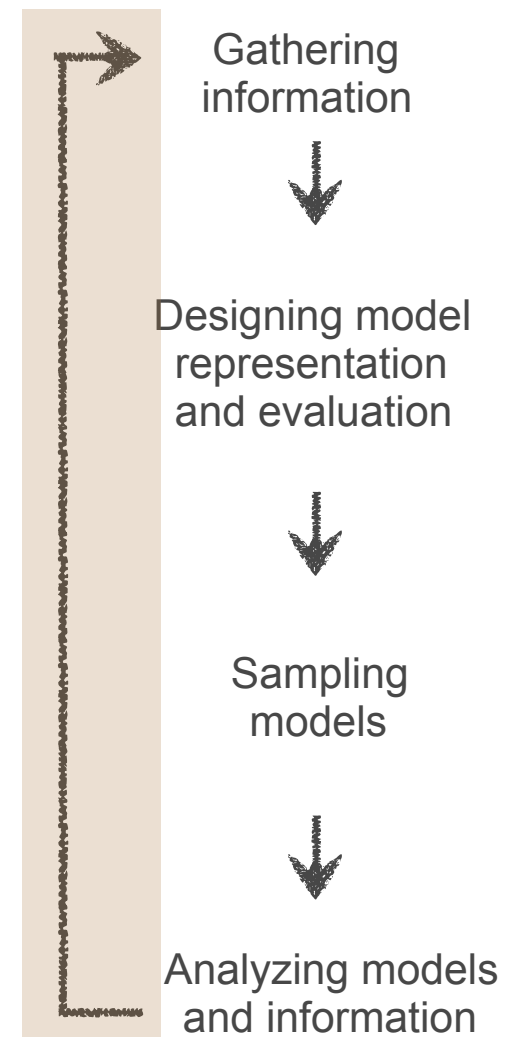 Gathering
information
Designing model
representation
and evaluation
Sampling
models
Analyzing models
and information